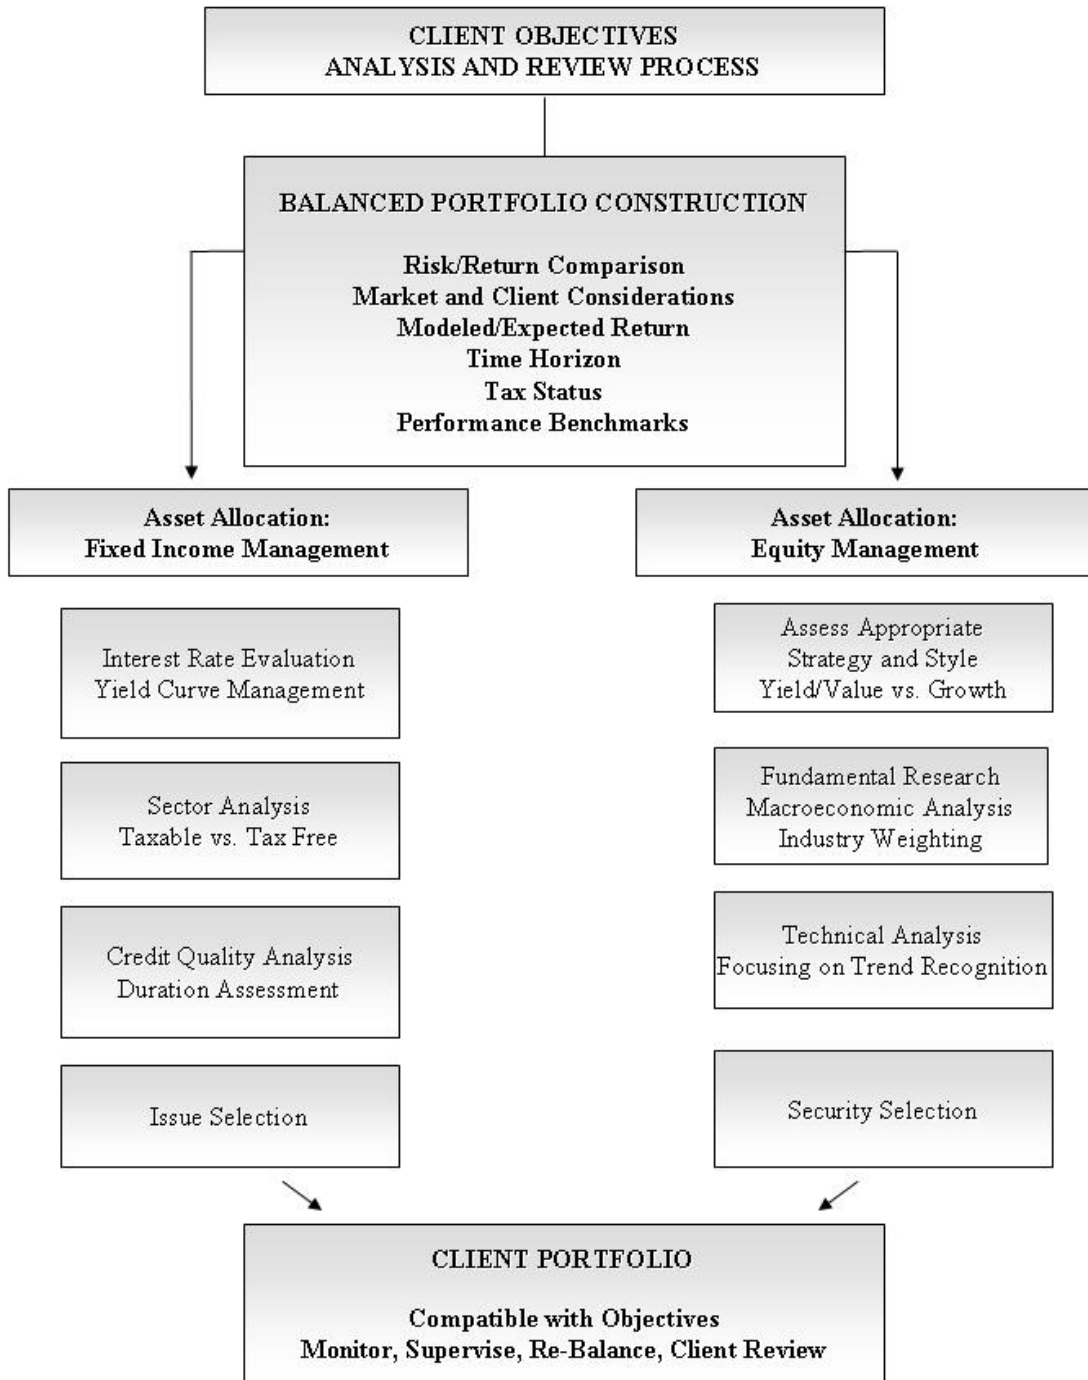 CLIENT OBJECTIVES
ANALYSIS AND REVIEW PROCESS
BALANCED PORTFOLIO CONSTRUCTION
Risk/Return Comparison
Market and Client Considerations
Modeled/Expected Return
Time Horizon
Tax Status
Performance Benchmarks
Asset Allocation:
Fixed Income Management
Interest Rate Evaluation
Yield Curve Management
Sector Analysis
Taxable vs. Tax Free
Credit Quality Analysis
Duration Assessment
Issue Selection
Asset Allocation:
Equity Management
Assess Appropriate
Strategy and Style
Yield/Value vs. Growth
Fundamental Research
Macroeconomic Analysis
Industry Weighting
Technical Analysis
Focusing on Trend Recognition
Security Selection
CLIENT PORTFOLIO
Compatible with Objectives
Monitor, Supervise, Re-Balance, Client Review